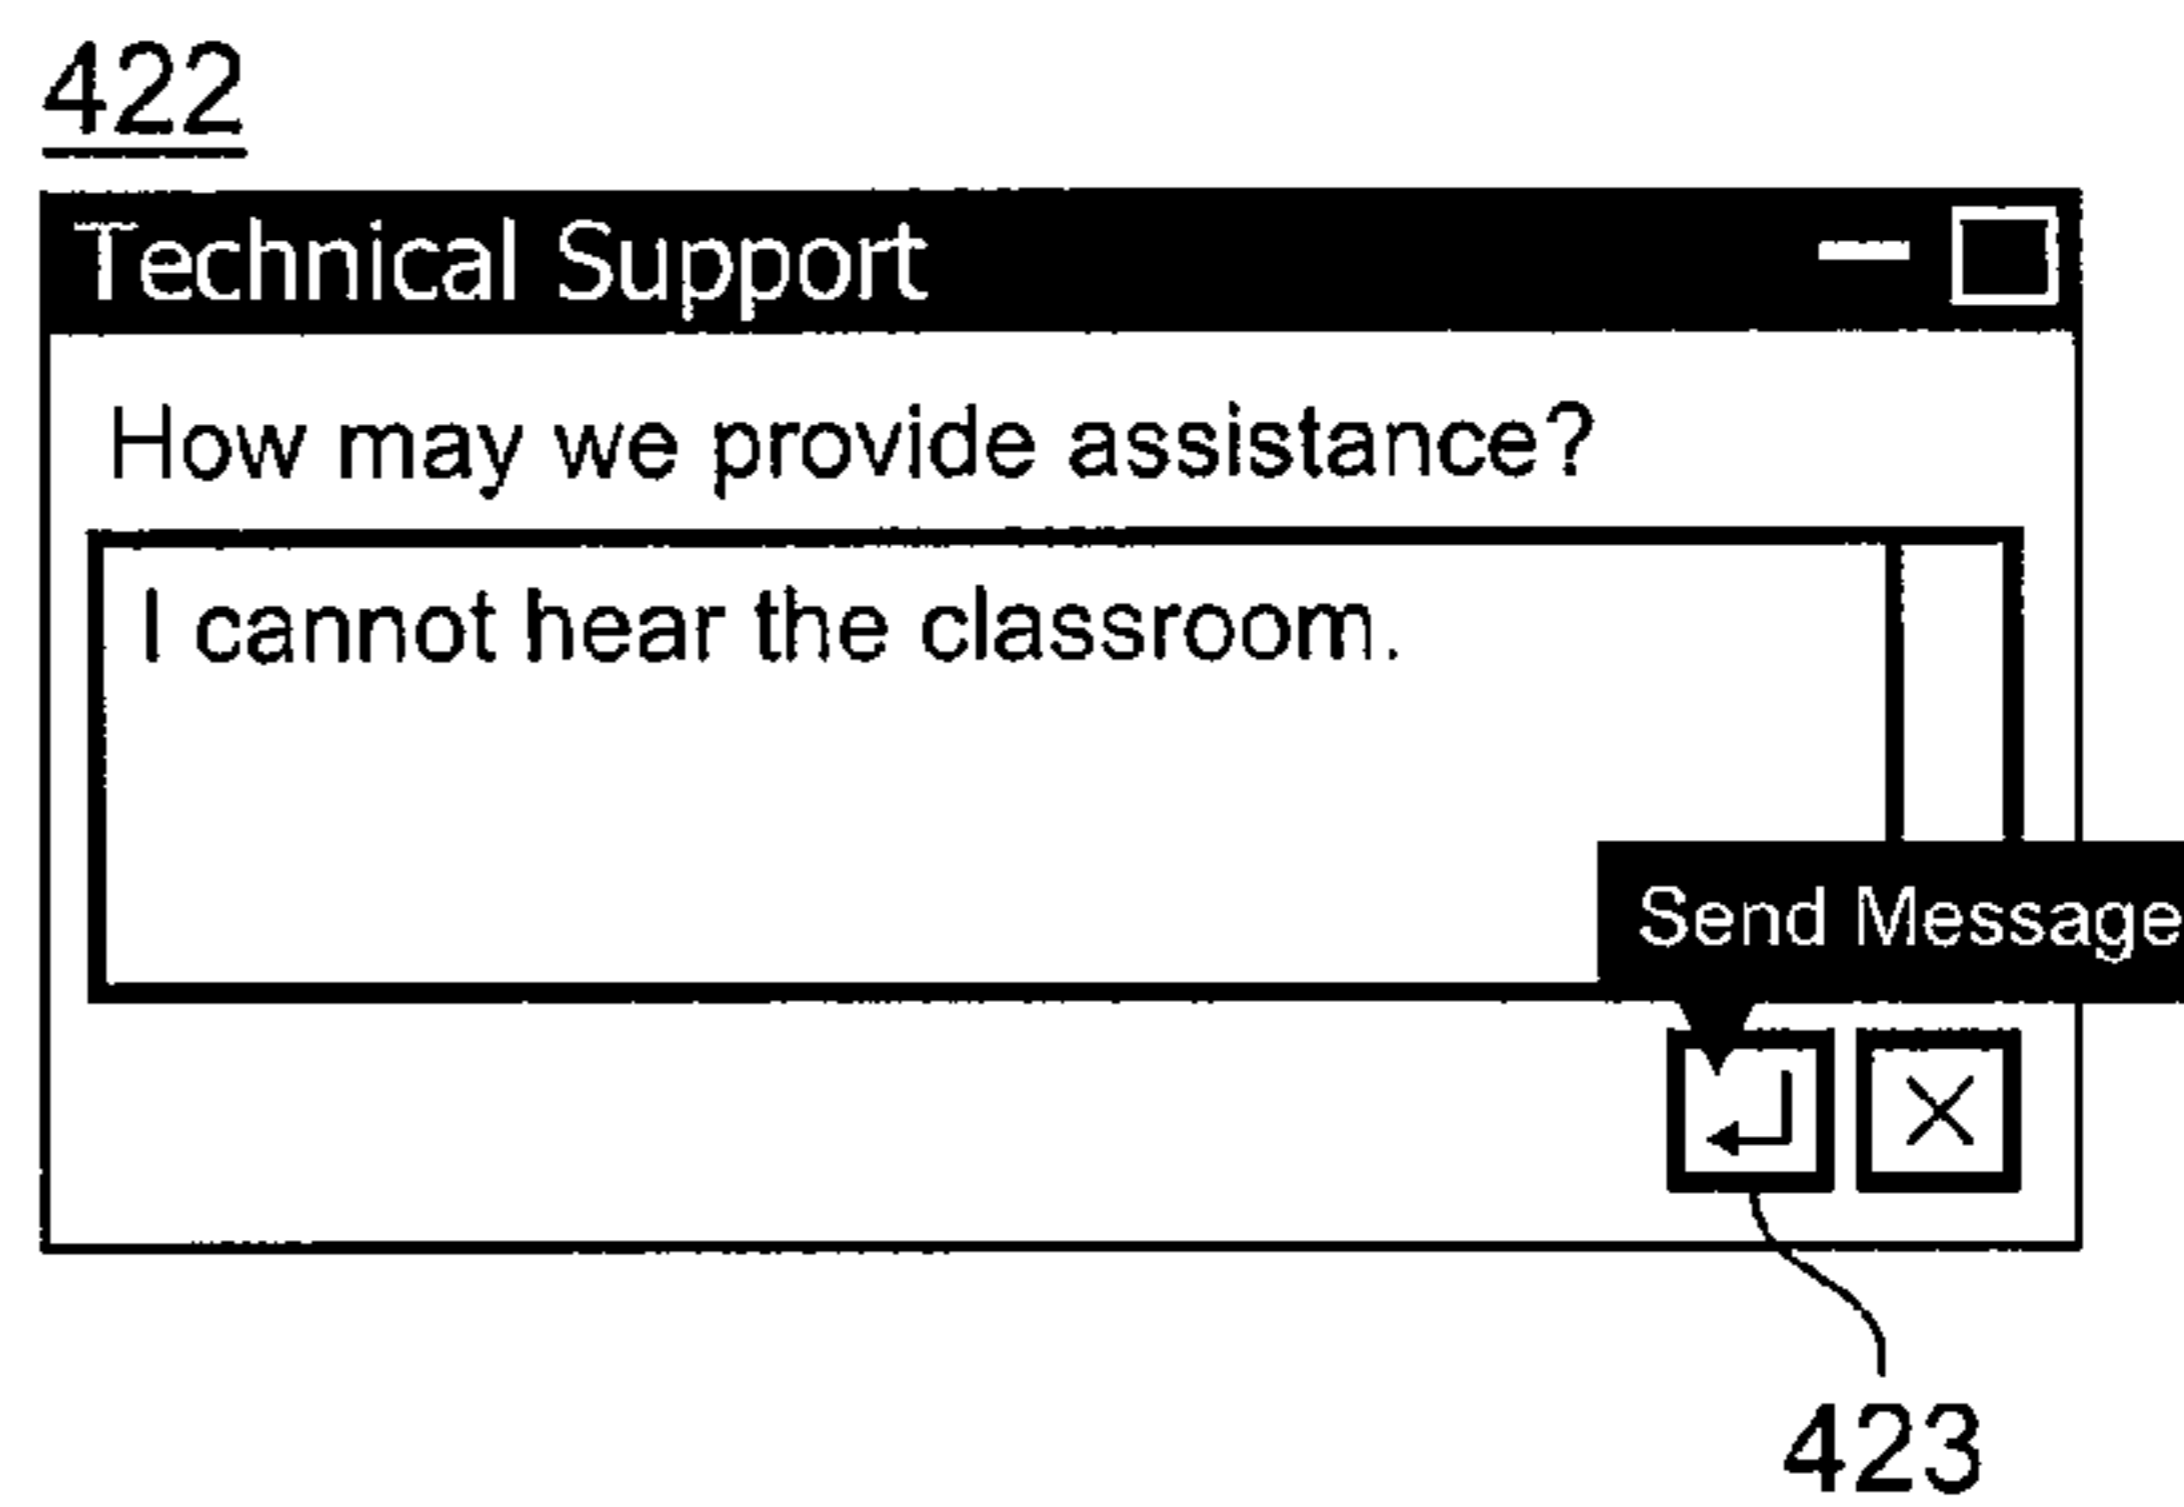 422
Technical Support
How may we provide assistance?
I cannot hear the classroom.
Send Message
423